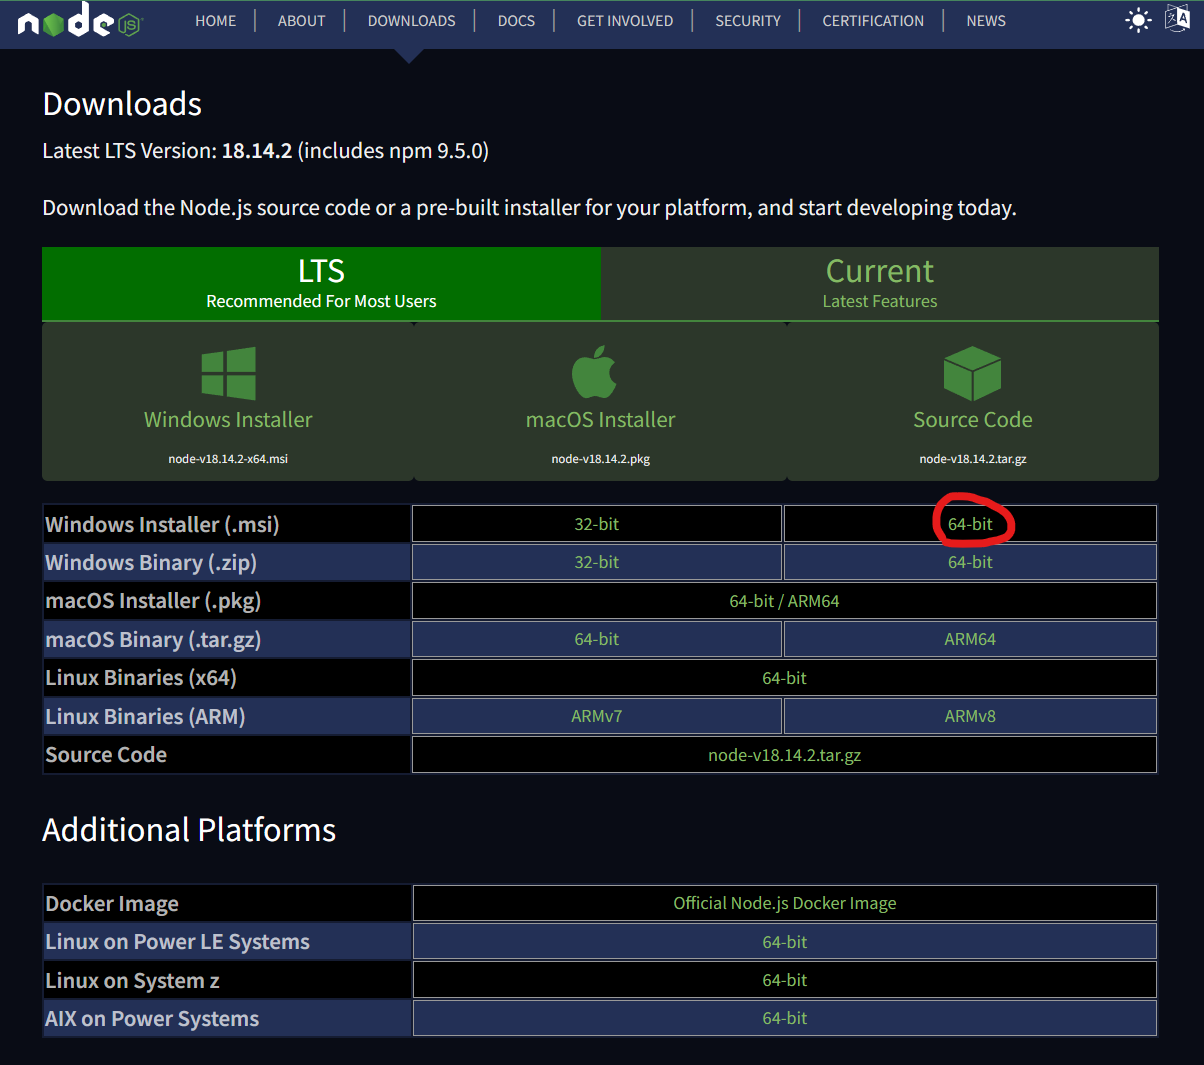 node JS
HOME ABOUT DOWNLOADS DOCS GET INVOLVED SECURITY CERTIFICATION NEWS
Downloads
Latest LTS Version: 18.14.2 (includes npm 9.5.0)
Download the Node.js source code or a pre-built installer for your platform, and start developing today.
LTS
Recommended For Most Users
Current
Latest Features
Windows Installer
node-v18.14.2-x64.msi
macOS Installer
node-v18.14.2.pkg
Source Code
node-v18.14.2.tar.gz
Windows Installer (.msi) 32-bit 64-bit
Windows Binary (.zip) 32-bit 64-bit
macOS Installer (.pkg) 64-bit / ARM64
macOS Binary (.tar.gz) 64-bit ARM64
Linux Binaries (x64) 64-bit
Linux Binaries (ARM) ARMv7 ARMv8
Source Code node-v18.14.2.tar.gz
Additional Platforms
Docker Image Official Node.js Docker Image
Linux on Power LE Systems 64-bit
Linux on System z 64-bit
AIX on Power Systems 64-bit